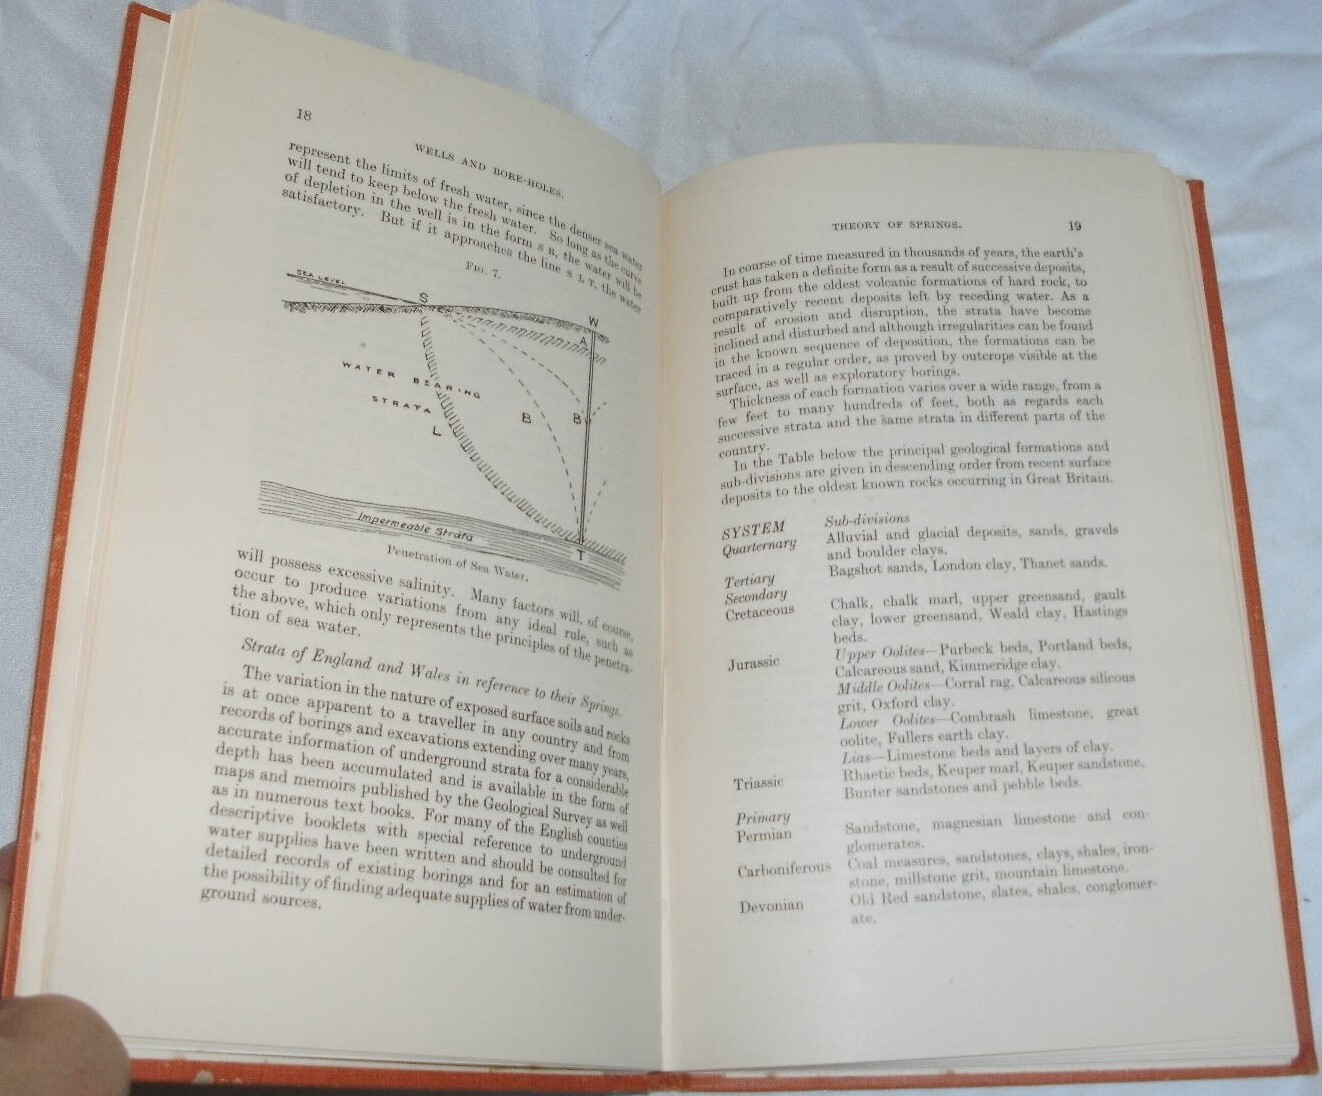 18
WELLS AND BORE-HOLES.
represent the limits of fresh water, since the denser sea water
will tend to keep below the fresh water. So long as the curve
of depletion in the well is in the form S B, the water will be
satisfactory. But if it approaches the line S L T, the water
Fig. 7.
SEA LEVEL
S
W
A
WATER BEARING
STRATA
B
B
L
Impermeable Strata
T
Penetration of Sea Water.
will possess excessive salinity. Many factors will, of course,
occur to produce variations from any ideal rule, such as
the above, which only represents the principles of the penetra-
tion of sea water.
Strata of England and Wales in reference to their Springs.
The variation in the nature of exposed surface soils and rocks
is at once apparent to a traveller in any country and from
records of borings and excavations extending over many years,
accurate information of underground strata for a considerable
depth has been accumulated and is available in the form of
maps and memoirs published by the Geological Survey as well
as in numerous text books. For many of the English counties
descriptive booklets with special reference to underground
water supplies have been written and should be consulted for
detailed records of existing borings and for an estimation of
the possibility of finding adequate supplies of water from under-
ground sources.
THEORY OF SPRINGS. 19
In course of time measured in thousands of years, the earth's
crust has taken a definite form as a result of successive deposits,
built up from the oldest volcanic formations of hard rock, to
comparatively recent deposits left by receding water. As a
result of erosion and disruption, the strata have become
inclined and disturbed and although irregularities can be found
in the known sequence of deposition, the formations can be
traced in a regular order, as proved by outcrops visible at the
surface, as well as exploratory borings.
Thickness of each formation varies over a wide range, from a
few feet to many hundreds of feet, both as regards each
successive strata and the same strata in different parts of the
country.
In the Table below the principal geological formations and
sub-divisions are given in descending order from recent surface
deposits to the oldest known rocks occurring in Great Britain.
SYSTEM Sub-divisions
Quarternary Alluvial and glacial deposits, sands, gravels
and boulder clays.
Tertiary Bagshot sands, London clay, Thanet sands.
Secondary
Cretaceous Chalk, chalk marl, upper greensand, gault
clay, lower greensand, Weald clay, Hastings
beds.
Jurassic Upper Oolites—Purbeck beds, Portland beds,
Calcareous sand, Kimmeridge clay.
Middle Oolites—Corral rag, Calcareous silicous
grit, Oxford clay.
Lower Oolites—Combrash limestone, great
oolite, Fullers earth clay.
Lias—Limestone beds and layers of clay.
Triassic Rhaetic beds, Keuper marl, Keuper sandstone,
Bunter sandstones and pebble beds.
Primary
Permian Sandstone, magnesian limestone and con-
glomerates.
Carboniferous Coal measures, sandstones, clays, shales, iron-
stone, millstone grit, mountain limestone.
Devonian Old Red sandstone, slates, shales, conglomer-
ate.